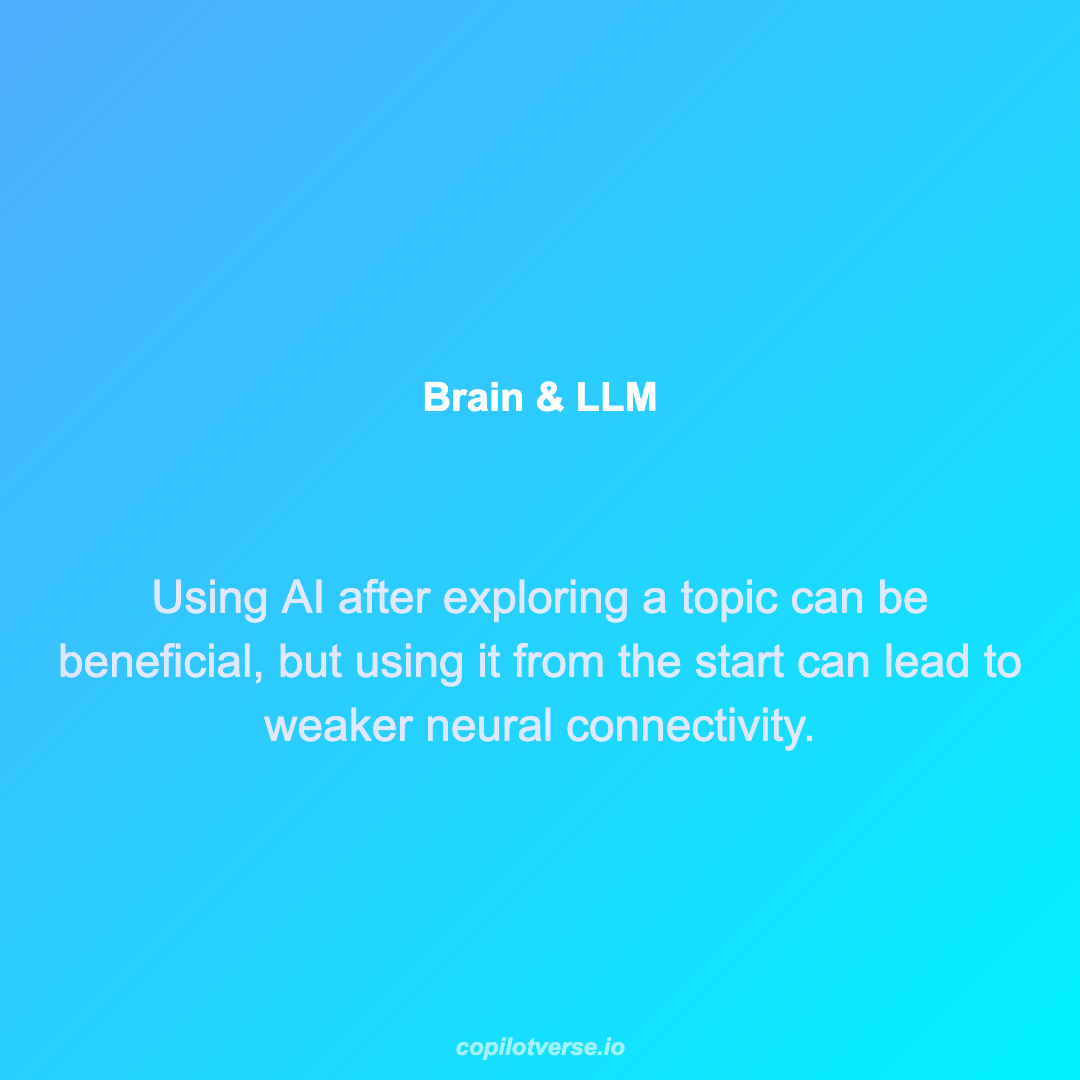 Brain & LLM
Using AI after exploring a topic can be
beneficial, but using it from the start can lead to
weaker neural connectivity.
copilotverse.io